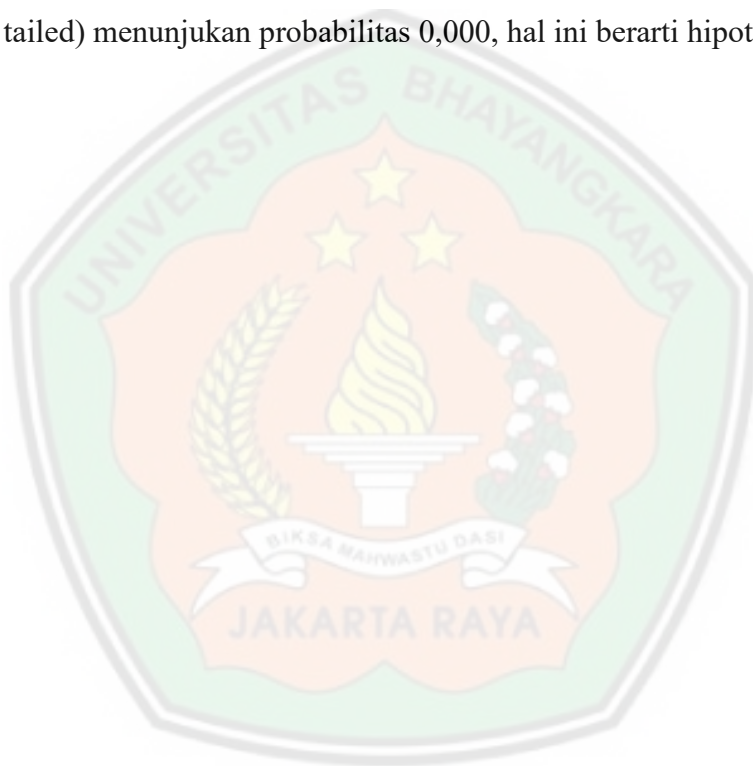 tailed) menunjukan probabilitas 0,000, hal ini berarti hipot
UNIVERSITAS BHAYANGKARA
BIKSA MAHWASTU DASI
JAKARTA RAYA